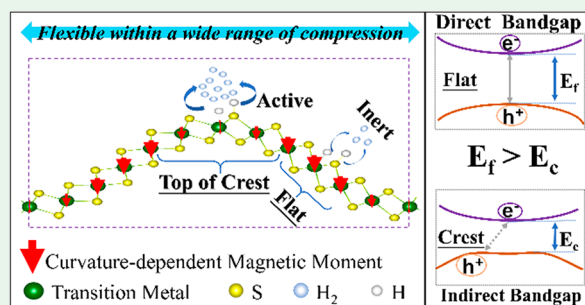 Flexible within a wide range of compression
Active
Inert
Top of Crest
Flat
Curvature-dependent Magnetic Moment
Transition Metal
S
H2
H
Direct Bandgap
e-
Flat
Ef
h+
Ef > Ec
e-
Crest
Ec
h+
Indirect Bandgap